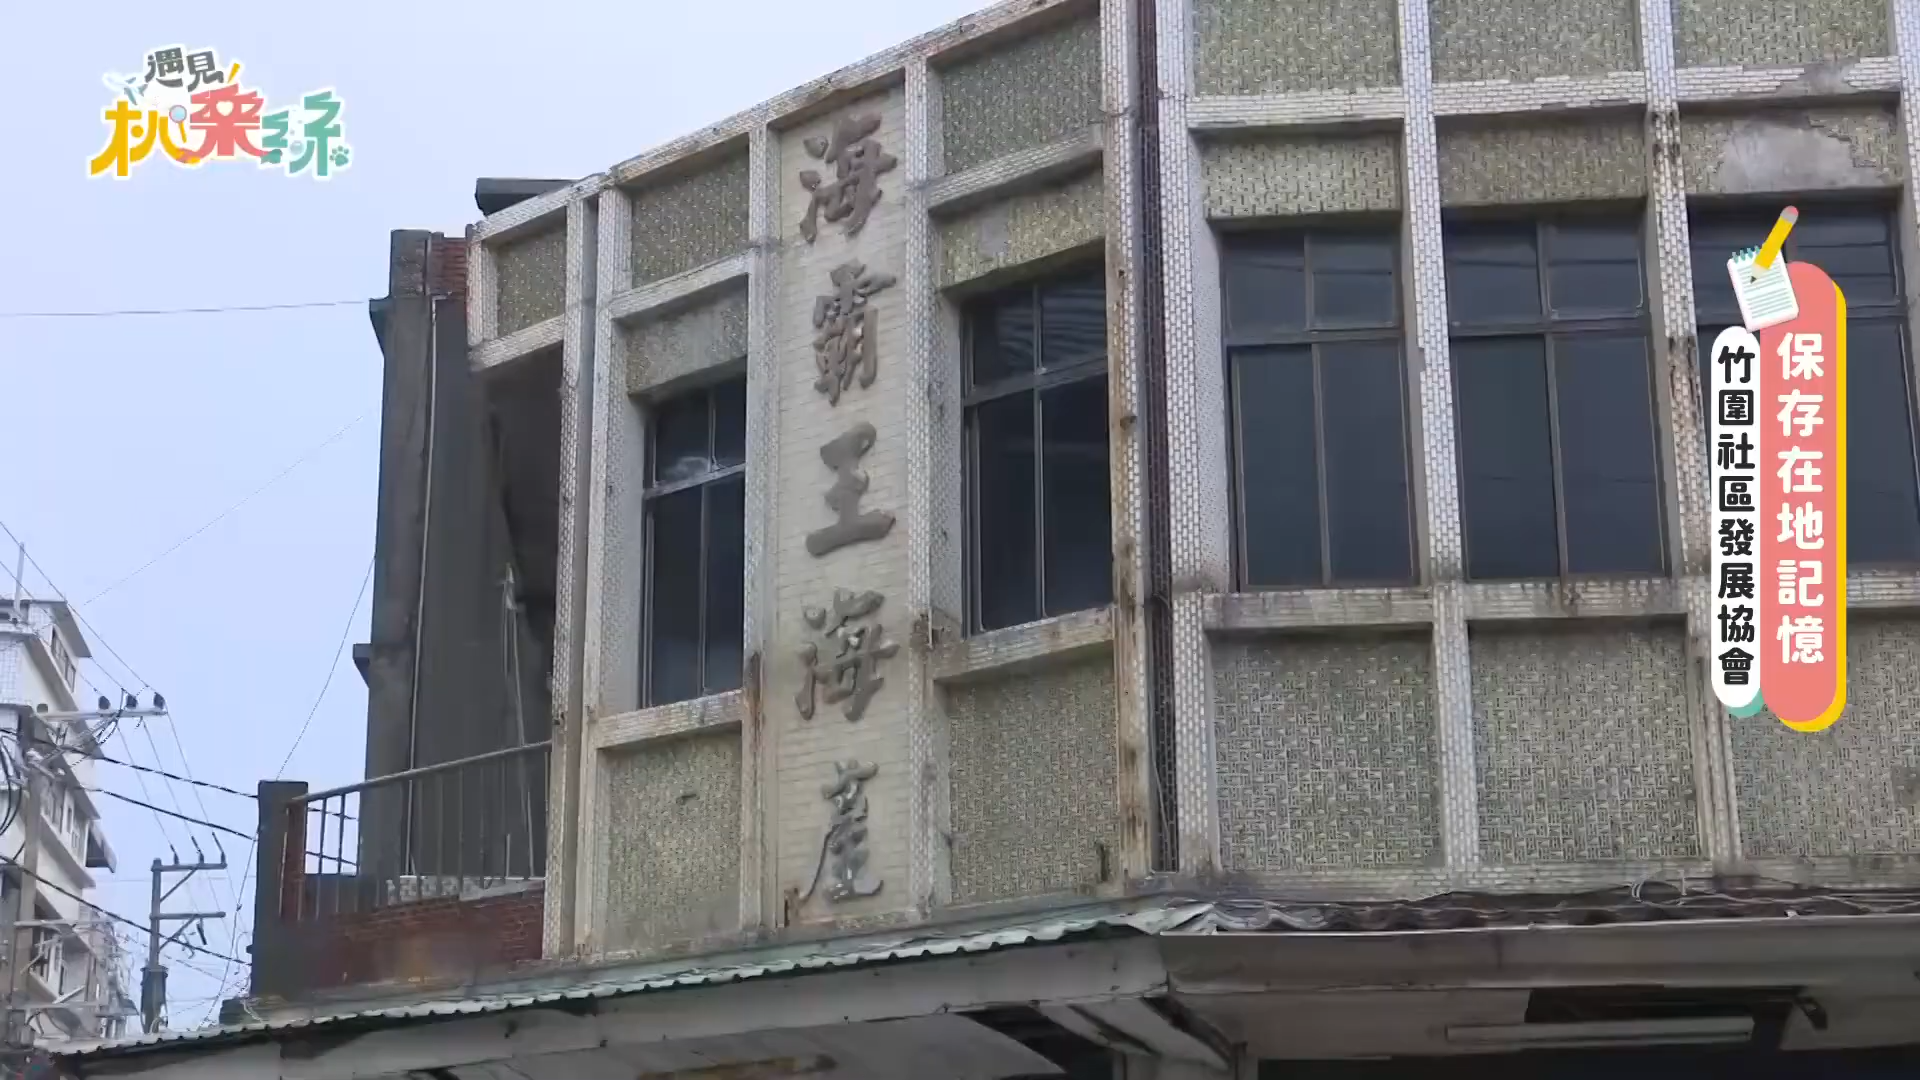 遇見
桃樂綠
海霸王海產
保存在地記憶
竹圍社區發展協會